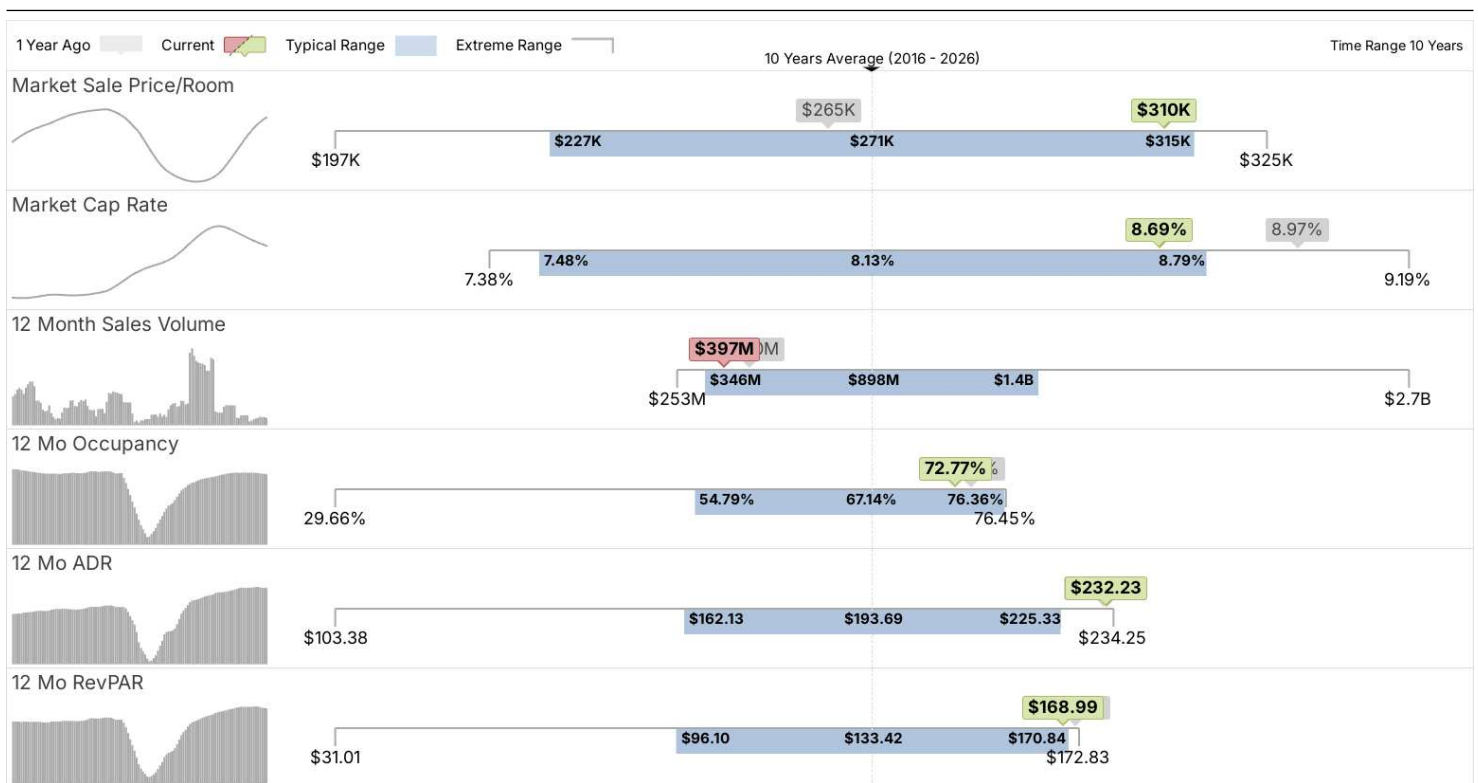 1 Year Ago Current Typical Range Extreme Range Time Range 10 Years
10 Years Average (2016 - 2026)
Market Sale Price/Room
$265K $310K
$227K $271K $315K
$197K $325K
Market Cap Rate
8.69% 8.97%
7.48% 8.13% 8.79%
7.38% 9.19%
12 Month Sales Volume
$397M M
$346M $898M $1.4B
$253M $2.7B
12 Mo Occupancy
72.77% %
54.79% 67.14% 76.36%
29.66% 76.45%
12 Mo ADR
$232.23
$162.13 $193.69 $225.33
$103.38 $234.25
12 Mo RevPAR
$168.99
$96.10 $133.42 $170.84
$31.01 $172.83